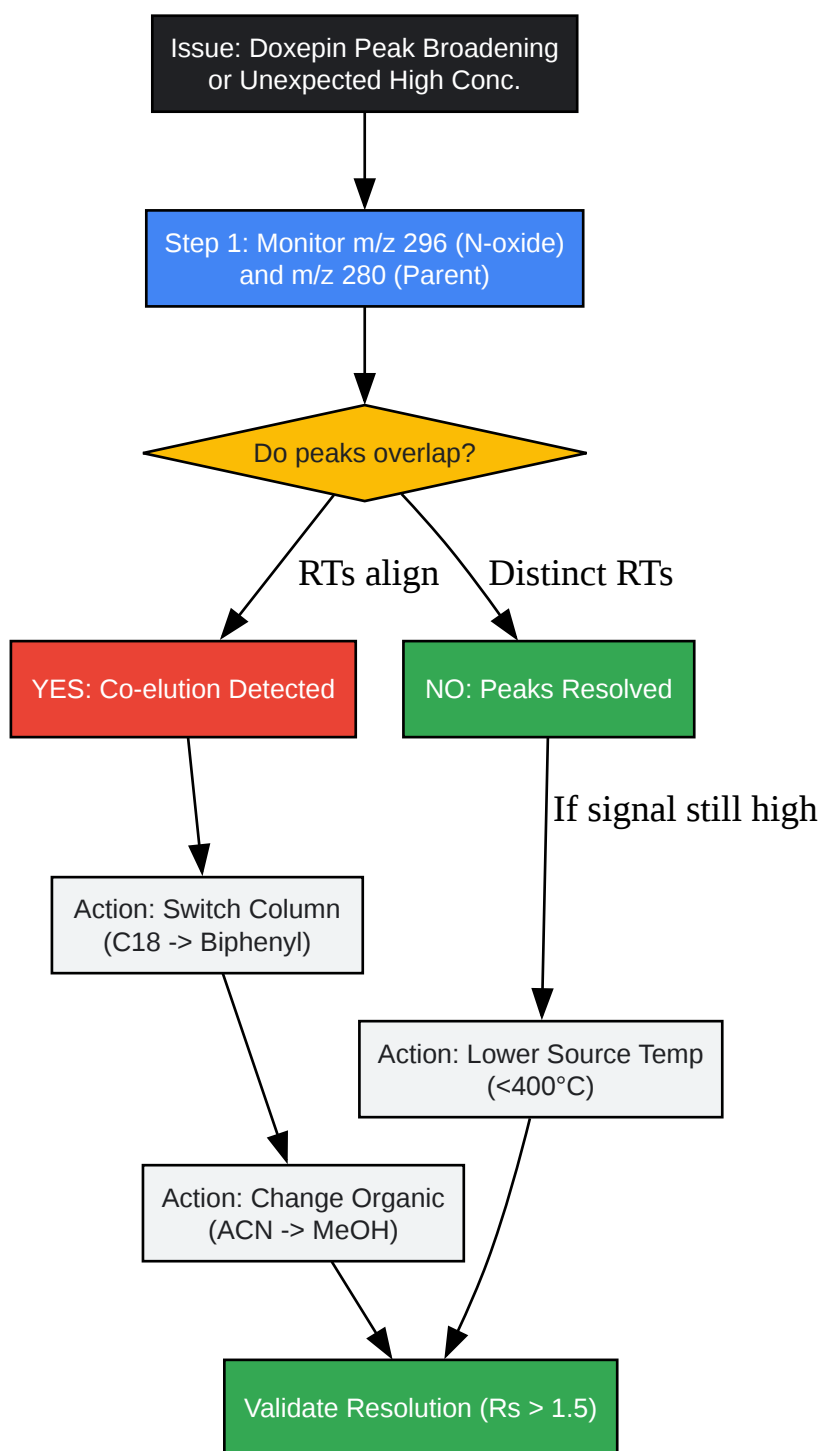 Issue: Doxepin Peak Broadening
or Unexpected High Conc.
Step 1: Monitor m/z 296 (N-oxide)
and m/z 280 (Parent)
Do peaks overlap?
RTs align
Distinct RTs
YES: Co-elution Detected
NO: Peaks Resolved
If signal still high
Action: Switch Column
(C18 -> Biphenyl)
Action: Lower Source Temp
(<400°C)
Action: Change Organic
(ACN -> MeOH)
Validate Resolution (Rs > 1.5)